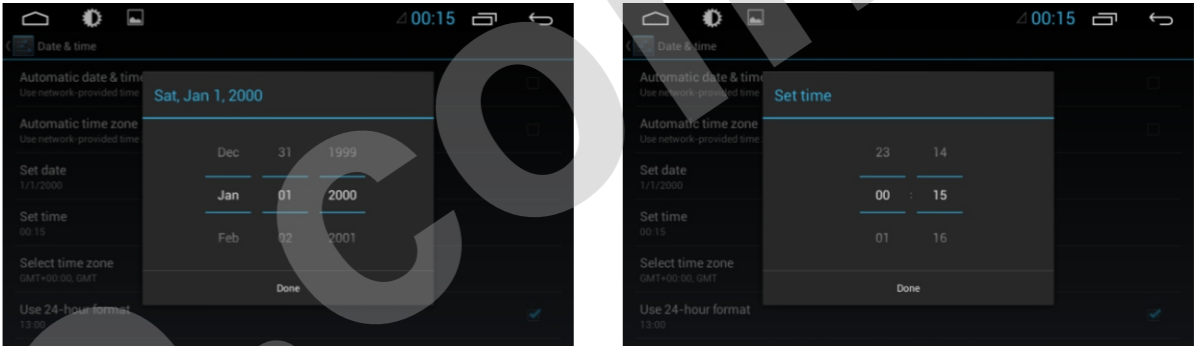 00:15
Date & time
Automatic date & time
Use network-provided time
Automatic time zone
Use network-provided time
Set date
1/1/2000
Set time
00:15
Select time zone
GMT+00:00, GMT
Use 24-hour format
13:00
Sat, Jan 1, 2000
Dec 31 1999
Jan 01 2000
Feb 02 2001
Done
00:15
Date & time
Automatic date & time
Use network-provided time
Automatic time zone
Use network-provided time
Set date
1/1/2000
Set time
00:15
Select time zone
GMT+00:00, GMT
Use 24-hour format
13:00
Set time
23 14
00 : 15
01 16
Done